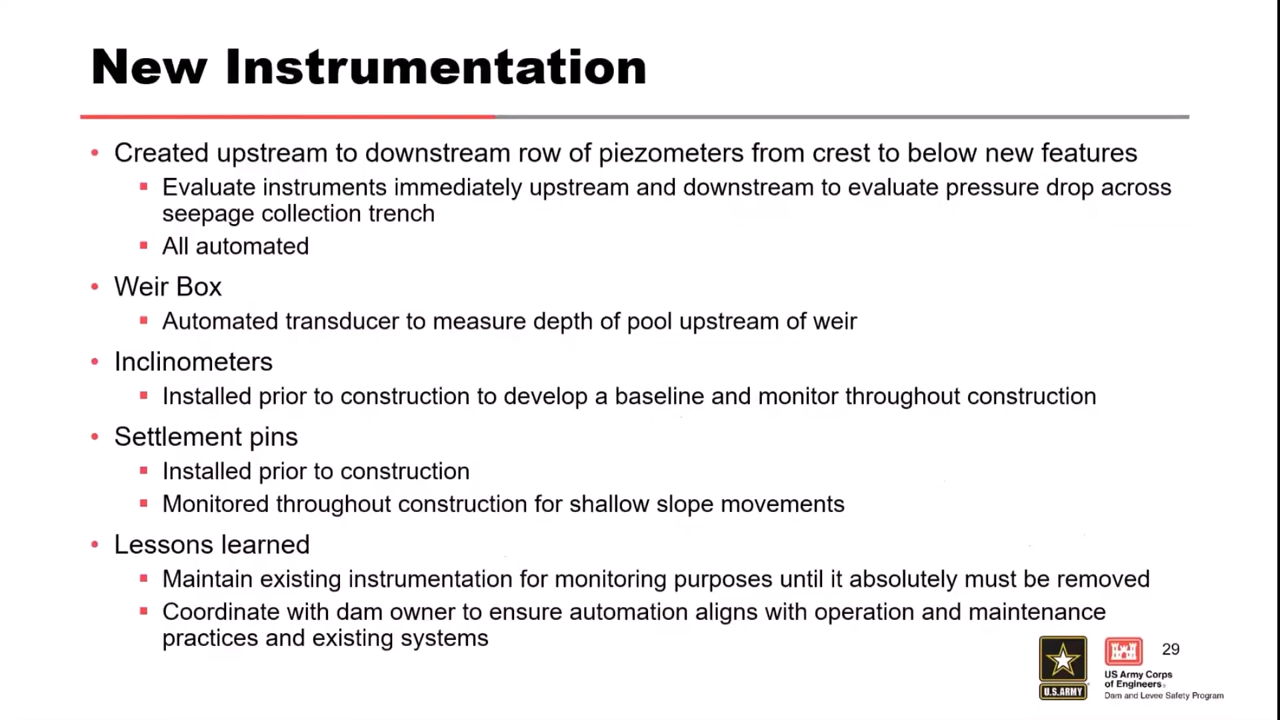 New Instrumentation
• Created upstream to downstream row of piezometers from crest to below new features
▪ Evaluate instruments immediately upstream and downstream to evaluate pressure drop across
seepage collection trench
▪ All automated
• Weir Box
▪ Automated transducer to measure depth of pool upstream of weir
• Inclinometers
▪ Installed prior to construction to develop a baseline and monitor throughout construction
• Settlement pins
▪ Installed prior to construction
▪ Monitored throughout construction for shallow slope movements
• Lessons learned
▪ Maintain existing instrumentation for monitoring purposes until it absolutely must be removed
▪ Coordinate with dam owner to ensure automation aligns with operation and maintenance
practices and existing systems
29
U.S.ARMY
US Army Corps
of Engineers®
Dam and Levee Safety Program